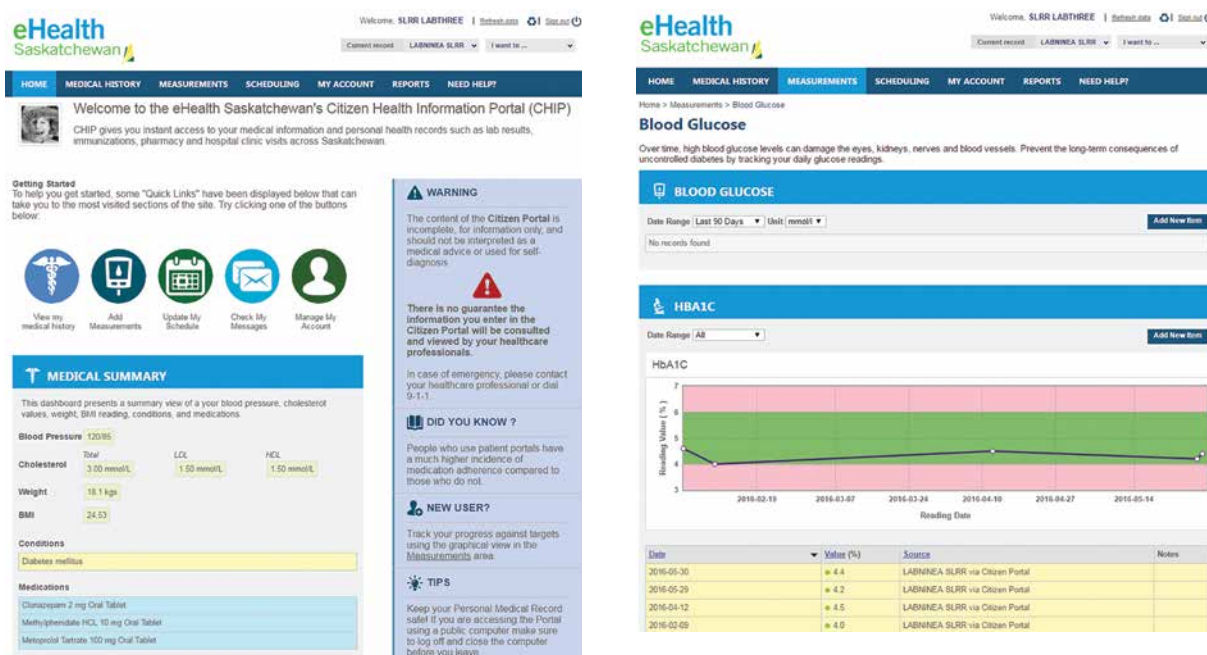 eHealth
Saskatchewan
Welcome, SLRR LABTHREE | Refresh data | Sign out
Current record LABNINEA SLRR I want to ...
HOME MEDICAL HISTORY MEASUREMENTS SCHEDULING MY ACCOUNT REPORTS NEED HELP?
Welcome to the eHealth Saskatchewan's Citizen Health Information Portal (CHIP)
CHIP gives you instant access to your medical information and personal health records such as lab results,
immunizations, pharmacy and hospital clinic visits across Saskatchewan.
Getting Started
To help you get started, some "Quick Links" have been displayed below that can
take you to the most visited sections of the site. Try clicking one of the buttons
below:
View my
medical history
Add
Measurements
Update My
Schedule
Check My
Messages
Manage My
Account
MEDICAL SUMMARY
This dashboard presents a summary view of a your blood pressure, cholesterol
values, weight, BMI reading, conditions, and medications.
Blood Pressure 120/85
Total LDL HDL
Cholesterol 3.00 mmol/L 1.50 mmol/L 1.50 mmol/L
Weight 18.1 kgs
BMI 24.53
Conditions
Diabetes mellitus
Medications
Clonazepam 2 mg Oral Tablet
Methylphenidate HCL 10 mg Oral Tablet
Metoprolol Tartrate 100 mg Oral Tablet
WARNING
The content of the Citizen Portal is
incomplete, for information only, and
should not be interpreted as a
medical advice or used for self-
diagnosis
There is no guarantee the
information you enter in the
Citizen Portal will be consulted
and viewed by your healthcare
professionals.
In case of emergency, please contact
your healthcare professional or dial
9-1-1.
DID YOU KNOW ?
People who use patient portals have
a much higher incidence of
medication adherence compared to
those who do not.
NEW USER?
Track your progress against targets
using the graphical view in the
Measurements area.
TIPS
Keep your Personal Medical Record
safe! If you are accessing the Portal
using a public computer make sure
to log off and close the computer
before you leave
eHealth
Saskatchewan
Welcome, SLRR LABTHREE | Refresh data | Sign out
Current record LABNINEA SLRR I want to ...
HOME MEDICAL HISTORY MEASUREMENTS SCHEDULING MY ACCOUNT REPORTS NEED HELP?
Home > Measurements > Blood Glucose
Blood Glucose
Over time, high blood glucose levels can damage the eyes, kidneys, nerves and blood vessels. Prevent the long-term consequences of
uncontrolled diabetes by tracking your daily glucose readings.
BLOOD GLUCOSE
Date Range Last 90 Days Unit mmol/l Add New Item
No records found
HBA1C
Date Range All Add New Item
HbA1C
Reading Value ( % )
7
6
5
4
3
2016-02-19 2016-03-07 2016-03-24 2016-04-10 2016-04-27 2016-05-14
Reading Date
Date Value (%) Source Notes
2016-05-30 4.4 LABNINEA SLRR via Citizen Portal
2016-05-29 4.2 LABNINEA SLRR via Citizen Portal
2016-04-12 4.5 LABNINEA SLRR via Citizen Portal
2016-02-09 4.0 LABNINEA SLRR via Citizen Portal